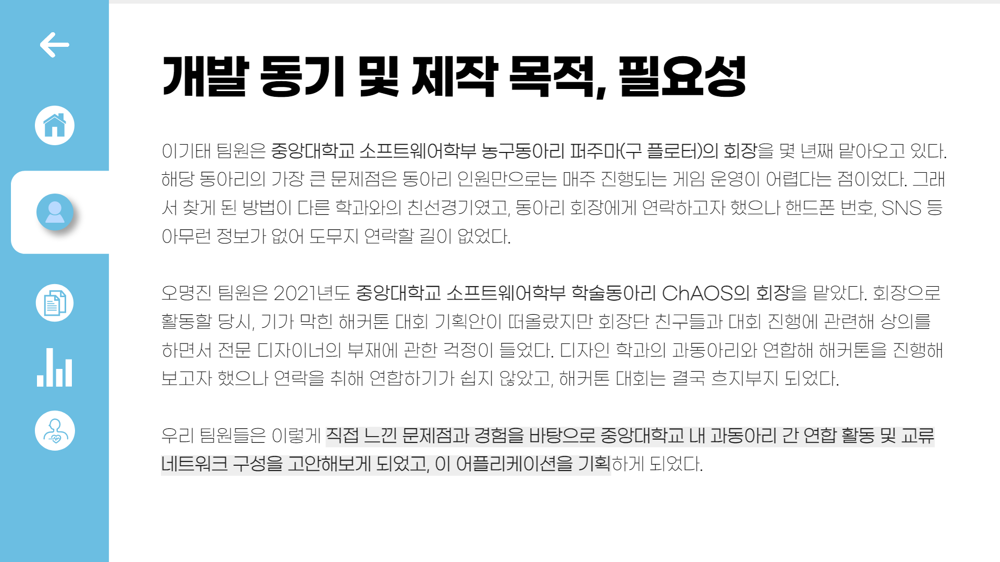 개발 동기 및 제작 목적, 필요성
이기태 팀원은 중앙대학교 소프트웨어학부 농구동아리 퍼주마(구 플로터)의 회장을 몇 년째 맡아오고 있다.
해당 동아리의 가장 큰 문제점은 동아리 인원만으로는 매주 진행되는 게임 운영이 어렵다는 점이었다. 그래
서 찾게 된 방법이 다른 학과와의 친선경기였고, 동아리 회장에게 연락하고자 했으나 핸드폰 번호, SNS 등
아무런 정보가 없어 도무지 연락할 길이 없었다.
오명진 팀원은 2021년도 중앙대학교 소프트웨어학부 학술동아리 ChAOS의 회장을 맡았다. 회장으로
활동할 당시, 기가 막힌 해커톤 대회 기획안이 떠올랐지만 회장단 친구들과 대회 진행에 관련해 상의를
하면서 전문 디자이너의 부재에 관한 걱정이 들었다. 디자인 학과의 과동아리와 연합해 해커톤을 진행해
보고자 했으나 연락을 취해 연합하기가 쉽지 않았고, 해커톤 대회는 결국 흐지부지 되었다.
우리 팀원들은 이렇게 직접 느낀 문제점과 경험을 바탕으로 중앙대학교 내 과동아리 간 연합 활동 및 교류
네트워크 구성을 고안해보게 되었고, 이 어플리케이션을 기획하게 되었다.